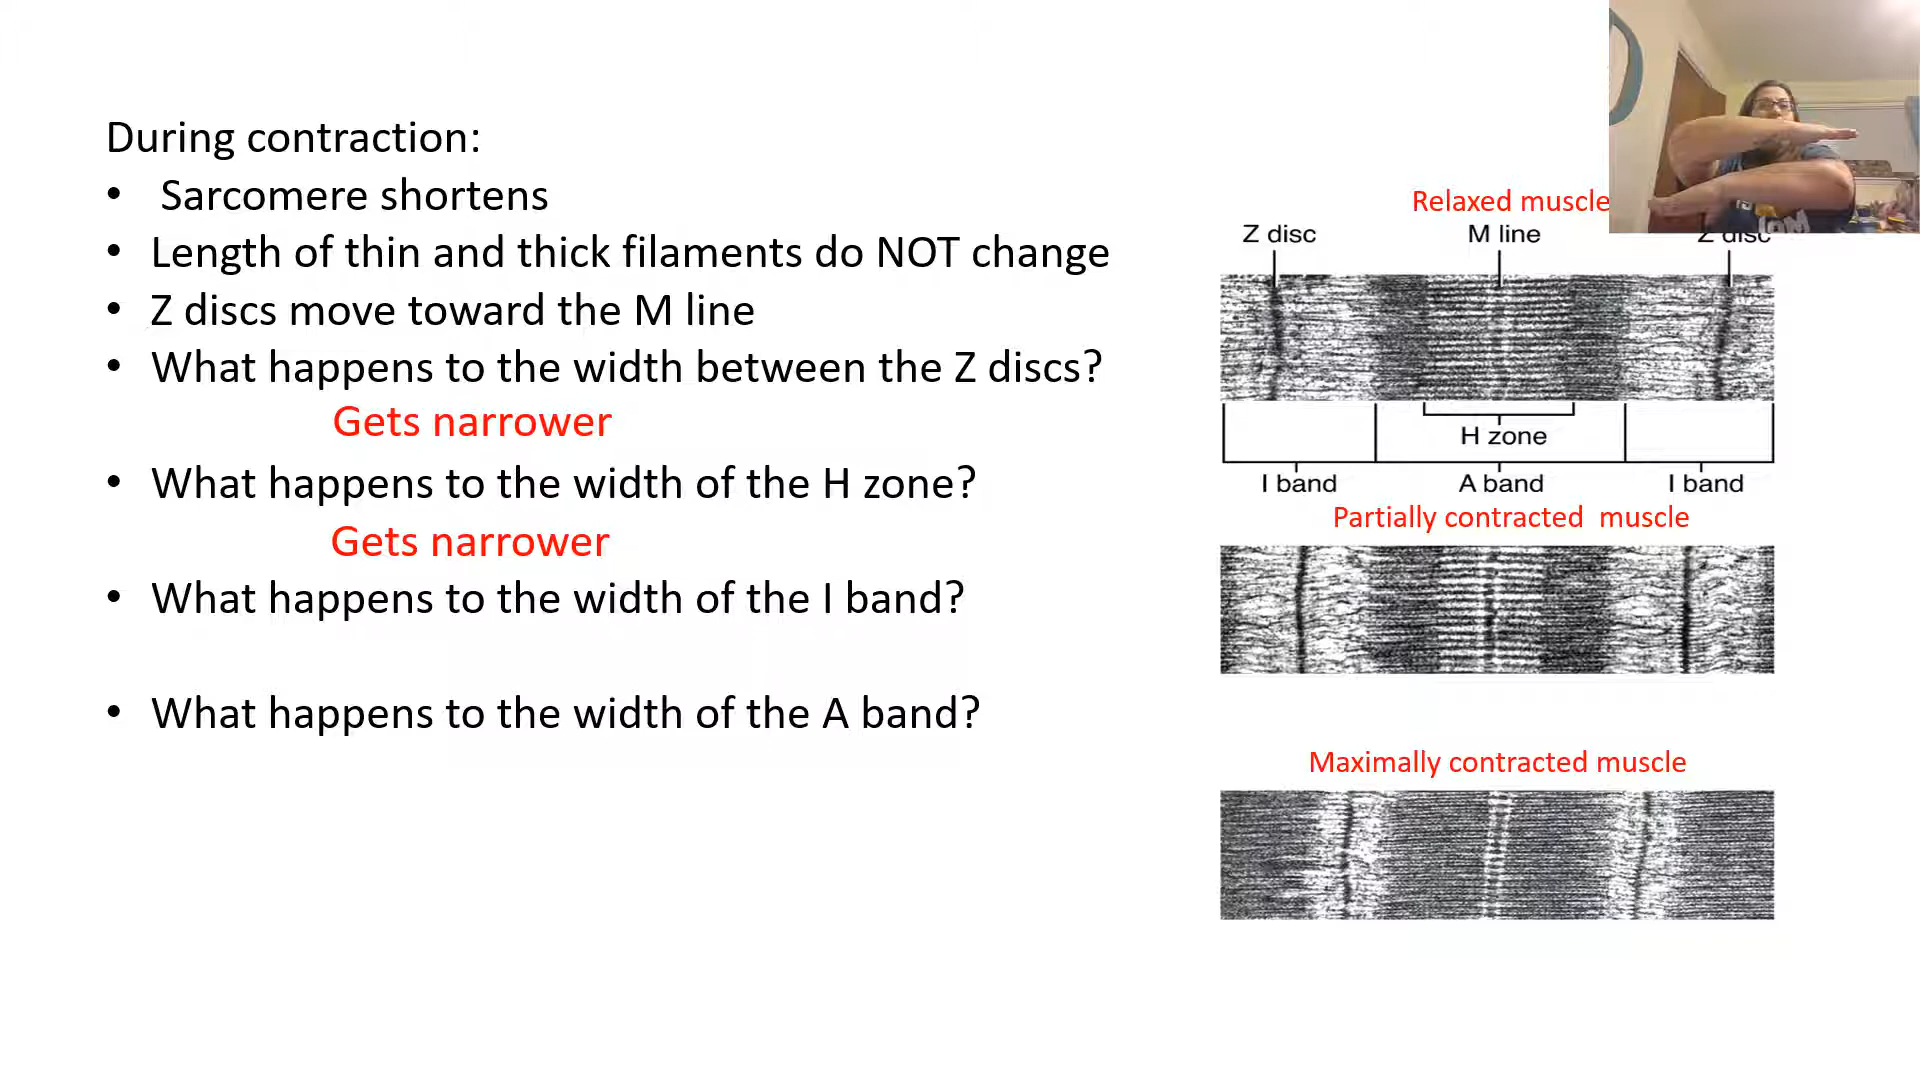 During contraction:
• Sarcomere shortens
• Length of thin and thick filaments do NOT change
• Z discs move toward the M line
• What happens to the width between the Z discs?
Gets narrower
• What happens to the width of the H zone?
Gets narrower
• What happens to the width of the I band?
• What happens to the width of the A band?
Relaxed muscle
Z disc M line Z disc
H zone
I band A band I band
Partially contracted muscle
Maximally contracted muscle